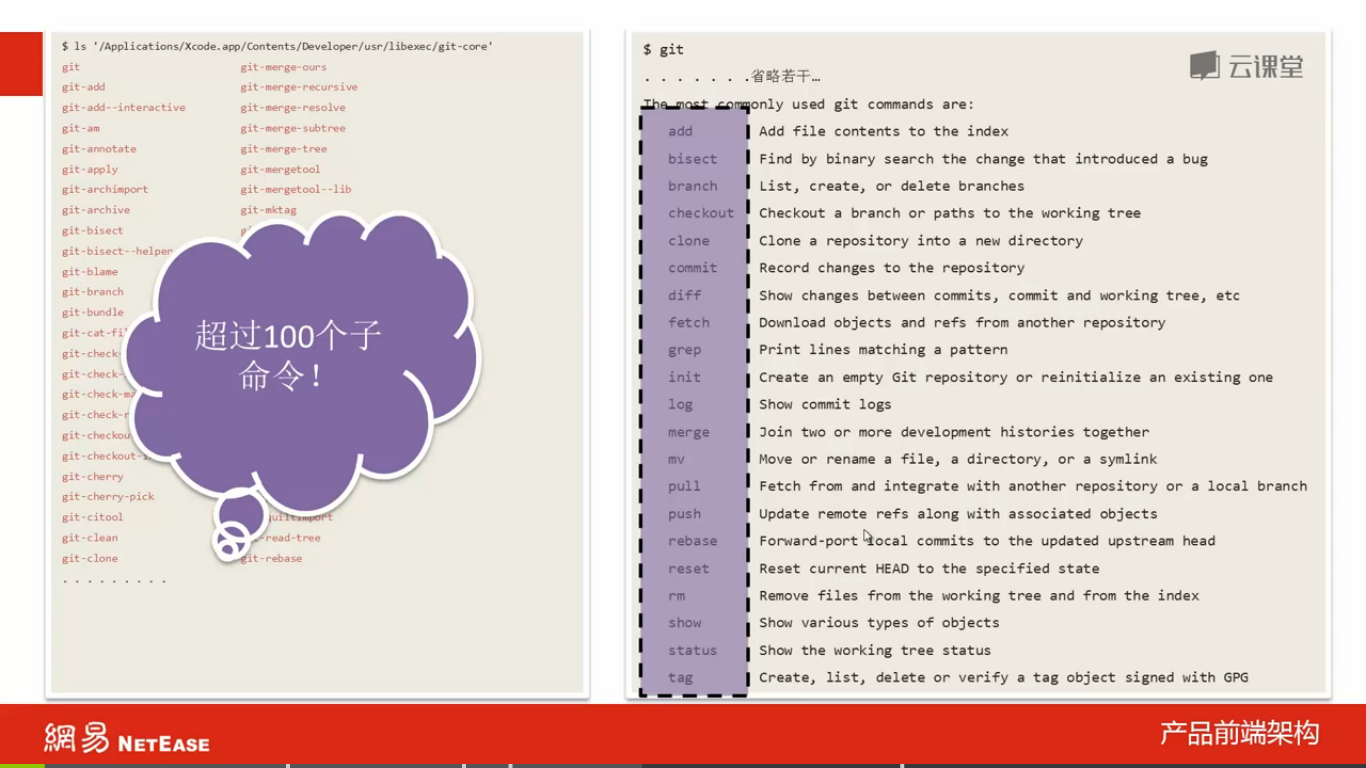 $ ls '/Applications/Xcode.app/Contents/Developer/usr/libexec/git-core'
git git-merge-ours
git-add git-merge-recursive
git-add--interactive git-merge-resolve
git-am git-merge-subtree
git-annotate git-merge-tree
git-apply git-mergetool
git-archimport git-mergetool--lib
git-archive git-mktag
git-bisect
git-bisect--helper
git-blame
git-branch
git-bundle
git-cat-fil
git-check-
git-check-
git-check-ma
git-check-r
git-checkou
git-checkout-i
git-cherry
git-cherry-pick
git-citool quiltimport
git-clean -read-tree
git-clone git-rebase
. . . . . . . . .
超过100个子
命令！
$ git
. . . . . . .省略若干…
The most commonly used git commands are:
add Add file contents to the index
bisect Find by binary search the change that introduced a bug
branch List, create, or delete branches
checkout Checkout a branch or paths to the working tree
clone Clone a repository into a new directory
commit Record changes to the repository
diff Show changes between commits, commit and working tree, etc
fetch Download objects and refs from another repository
grep Print lines matching a pattern
init Create an empty Git repository or reinitialize an existing one
log Show commit logs
merge Join two or more development histories together
mv Move or rename a file, a directory, or a symlink
pull Fetch from and integrate with another repository or a local branch
push Update remote refs along with associated objects
rebase Forward-port local commits to the updated upstream head
reset Reset current HEAD to the specified state
rm Remove files from the working tree and from the index
show Show various types of objects
status Show the working tree status
tag Create, list, delete or verify a tag object signed with GPG
云课堂
網易 NETEASE
产品前端架构